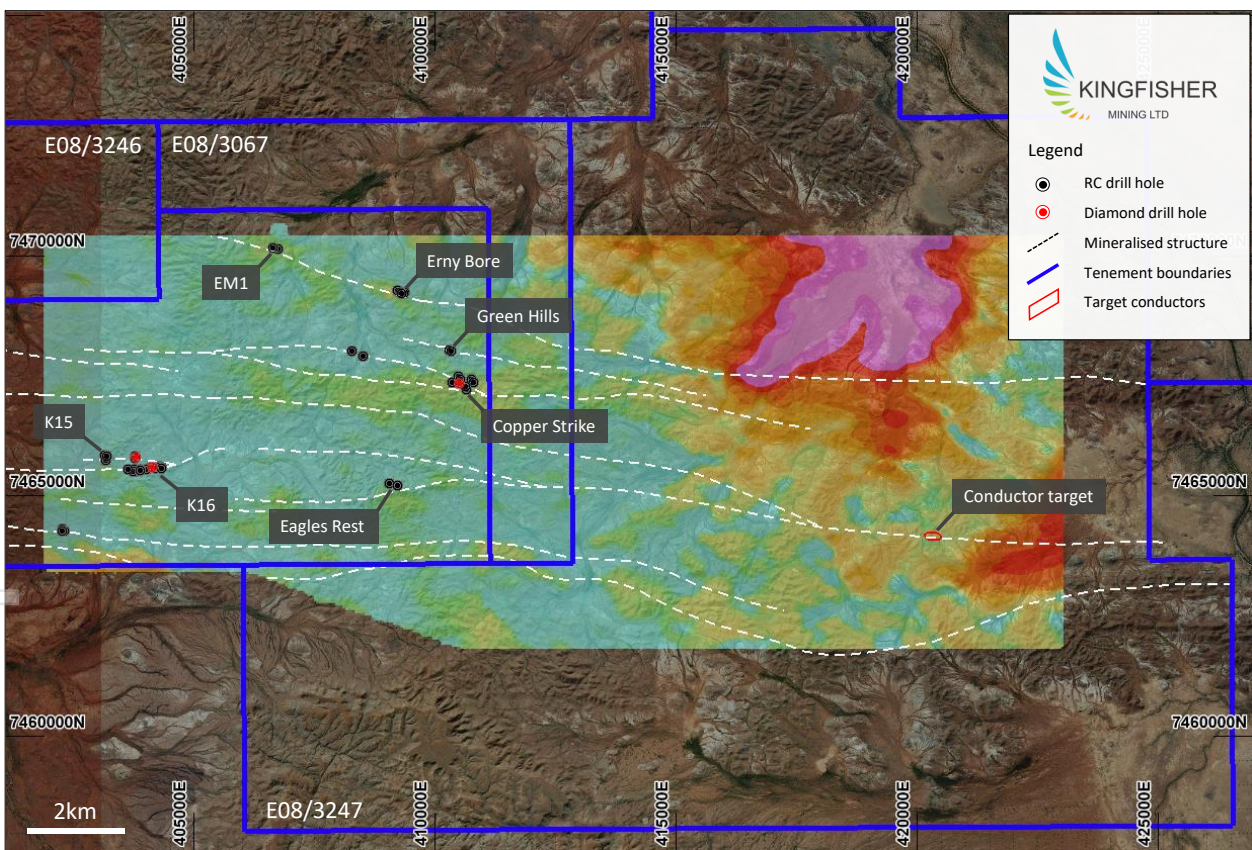 405000E
410000E
415000E
420000E
425000E
KINGFISHER
MINING LTD
Legend
RC drill hole
Diamond drill hole
Mineralised structure
Tenement boundaries
Target conductors
E08/3246
E08/3067
7470000N
EM1
Erny Bore
Green Hills
Copper Strike
K15
K16
7465000N
7465000N
Eagles Rest
Conductor target
7460000N
7460000N
2km
E08/3247
405000E
410000E
415000E
420000E
425000E